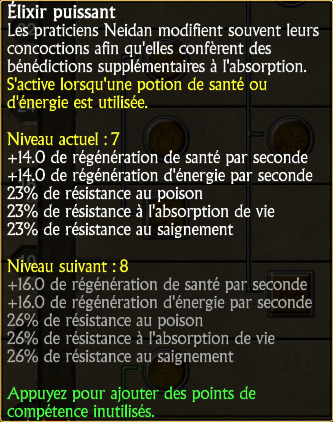 Élixir puissant
Les praticiens Neidan modifient souvent leurs
concoctions afin qu'elles confèrent des
bénédictions supplémentaires à l'absorption.
S'active lorsqu'une potion de santé ou
d'énergie est utilisée.
Niveau actuel : 7
+14.0 de régénération de santé par seconde
+14.0 de régénération d'énergie par seconde
23% de résistance au poison
23% de résistance à l'absorption de vie
23% de résistance au saignement
Niveau suivant : 8
+16.0 de régénération de santé par seconde
+16.0 de régénération d'énergie par seconde
26% de résistance au poison
26% de résistance à l'absorption de vie
26% de résistance au saignement
Appuyez pour ajouter des points de
compétence inutilisés.